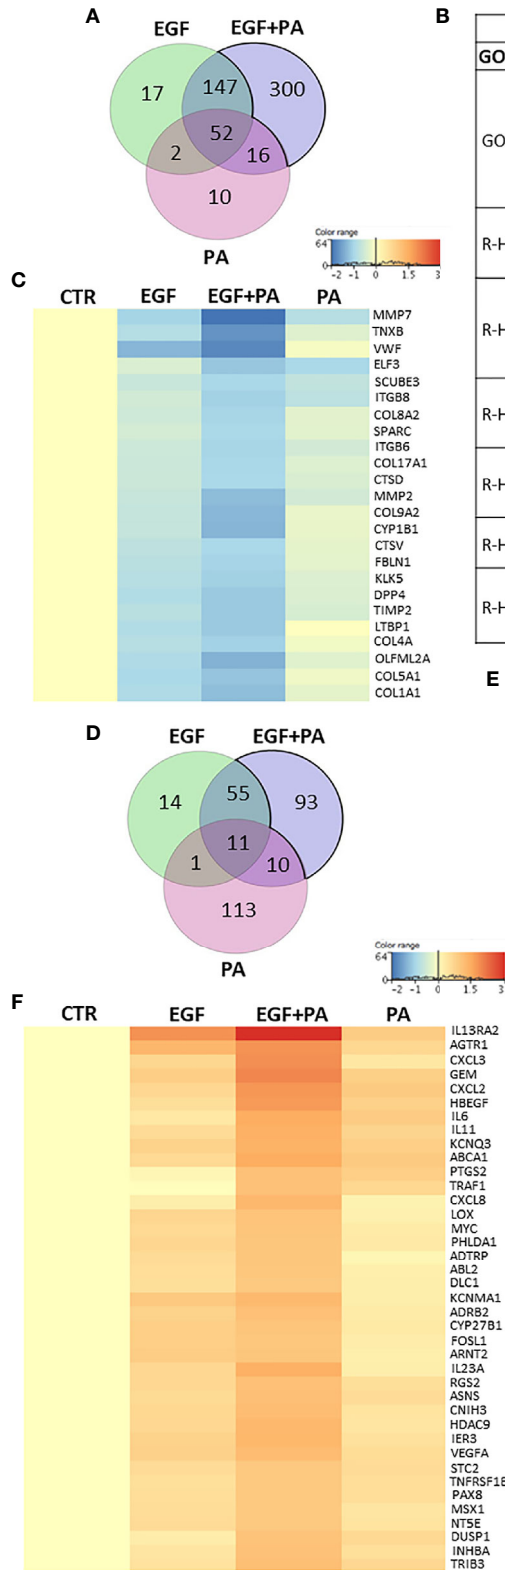 A
EGF
EGF+PA
17
147
300
52
2
16
10
PA
B
GO
GO
R-H
R-H
R-H
R-H
R-H
R-H
Color range
64
-2 -1 0 1.5 3
C
CTR EGF EGF+PA PA
MMP7
TNXB
VWF
ELF3
SCUBE3
ITGB8
COL8A2
SPARC
ITGB6
COL17A1
CTSD
MMP2
COL9A2
CYP1B1
CTSV
FBLN1
KLK5
DPP4
TIMP2
LTBP1
COL4A
OLFML2A
COL5A1
COL1A1
E
D
EGF
EGF+PA
14
55
93
11
1
10
113
PA
Color range
64
-2 -1 0 1.5 3
F
CTR EGF EGF+PA PA
IL13RA2
AGTR1
CXCL3
GEM
CXCL2
HBEGF
IL6
IL11
KCNQ3
ABCA1
PTGS2
TRAF1
CXCL8
LOX
MYC
PHLDA1
ADTRP
ABL2
DLC1
KCNMA1
ADRB2
CYP27B1
FOSL1
ARNT2
IL23A
RGS2
ASNS
CNIH3
HDAC9
IER3
VEGFA
STC2
TNFRSF1B
PAX8
MSX1
NT5E
DUSP1
INHBA
TRIB3